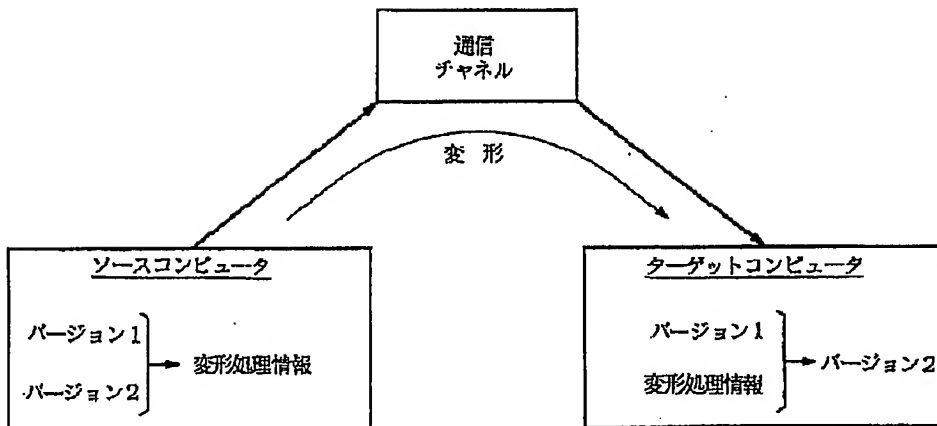 通信
チャネル
変形
ソースコンピュータ
バージョン1
バージョン2
変形処理情報
ターゲットコンピュータ
バージョン1
変形処理情報
バージョン2